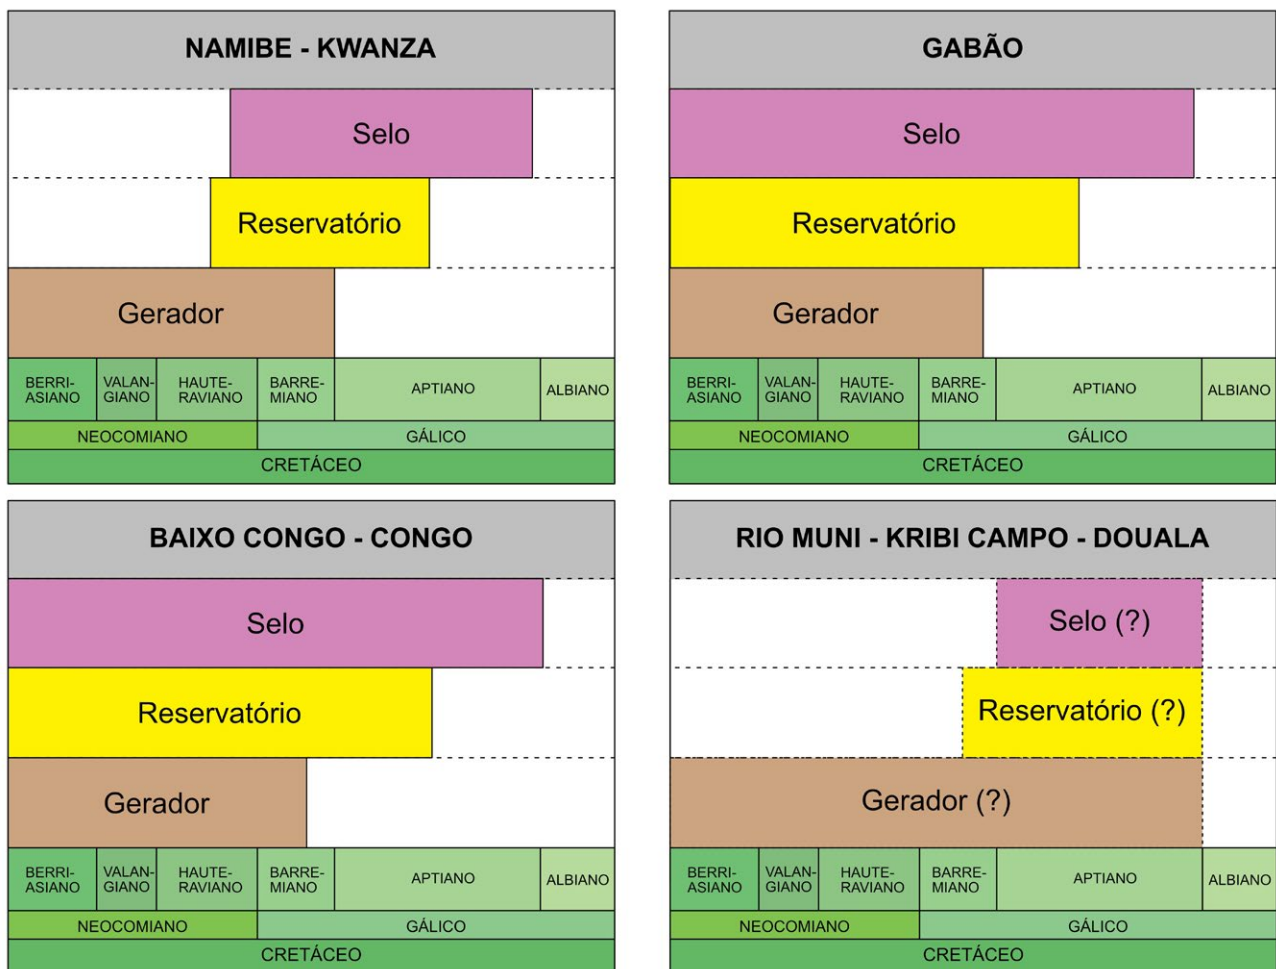 NAMIBE - KWANZA
Selo
Reservatório
Gerador
BERRI-
ASIANO
VALAN-
GIANO
HAUTE-
RAVIANO
BARRE-
MIANO
APTIANO
ALBIANO
NEOCOMIANO
GÁLICO
CRETÁCEO
GABÃO
Selo
Reservatório
Gerador
BERRI-
ASIANO
VALAN-
GIANO
HAUTE-
RAVIANO
BARRE-
MIANO
APTIANO
ALBIANO
NEOCOMIANO
GÁLICO
CRETÁCEO
BAIXO CONGO - CONGO
Selo
Reservatório
Gerador
BERRI-
ASIANO
VALAN-
GIANO
HAUTE-
RAVIANO
BARRE-
MIANO
APTIANO
ALBIANO
NEOCOMIANO
GÁLICO
CRETÁCEO
RIO MUNI - KRIBI CAMPO - DOUALA
Selo (?)
Reservatório (?)
Gerador (?)
BERRI-
ASIANO
VALAN-
GIANO
HAUTE-
RAVIANO
BARRE-
MIANO
APTIANO
ALBIANO
NEOCOMIANO
GÁLICO
CRETÁCEO